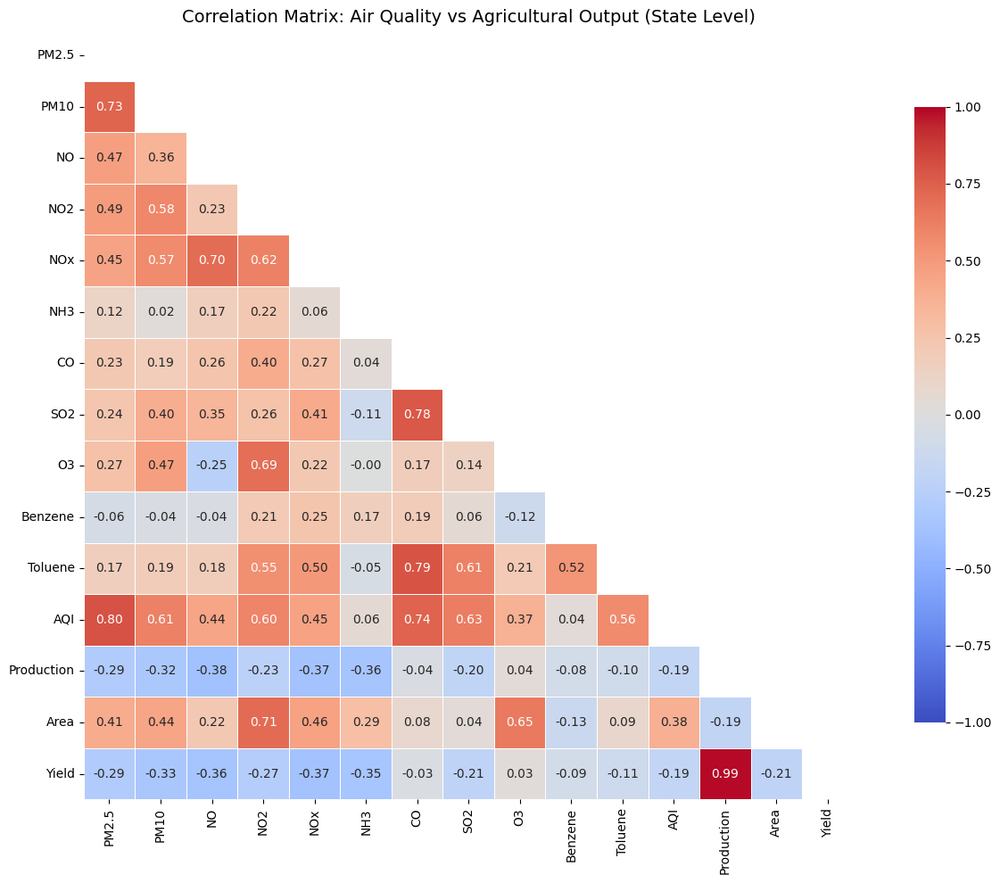 Correlation Matrix: Air Quality vs Agricultural Output (State Level)
PM2.5
PM10 0.73
NO 0.47 0.36
NO2 0.49 0.58 0.23
NOx 0.45 0.57 0.70 0.62
NH3 0.12 0.02 0.17 0.22 0.06
CO 0.23 0.19 0.26 0.40 0.27 0.04
SO2 0.24 0.40 0.35 0.26 0.41 -0.11 0.78
O3 0.27 0.47 -0.25 0.69 0.22 -0.00 0.17 0.14
Benzene -0.06 -0.04 -0.04 0.21 0.25 0.17 0.19 0.06 -0.12
Toluene 0.17 0.19 0.18 0.55 0.50 -0.05 0.79 0.61 0.21 0.52
AQI 0.80 0.61 0.44 0.60 0.45 0.06 0.74 0.63 0.37 0.04 0.56
Production -0.29 -0.32 -0.38 -0.23 -0.37 -0.36 -0.04 -0.20 0.04 -0.08 -0.10 -0.19
Area 0.41 0.44 0.22 0.71 0.46 0.29 0.08 0.04 0.65 -0.13 0.09 0.38 -0.19
Yield -0.29 -0.33 -0.36 -0.27 -0.37 -0.35 -0.03 -0.21 0.03 -0.09 -0.11 -0.19 0.99 -0.21
PM2.5 PM10 NO NO2 NOx NH3 CO SO2 O3 Benzene Toluene AQI Production Area Yield
1.00
0.75
0.50
0.25
0.00
−0.25
−0.50
−0.75
−1.00